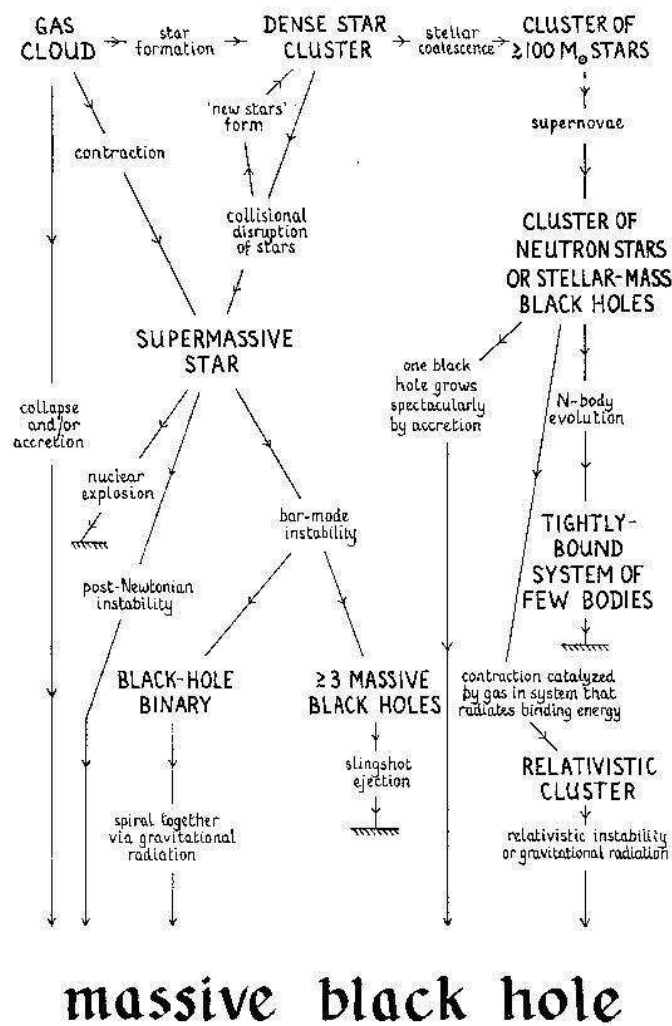 GAS
CLOUD
star
formation
DENSE STAR
CLUSTER
stellar
coalescence
CLUSTER OF
≥100 M⊙ STARS
'new stars'
form
contraction
supernovae
collisional
disruption
of stars
CLUSTER OF
NEUTRON STARS
OR STELLAR-MASS
BLACK HOLES
SUPERMASSIVE
STAR
one black
hole grows
spectacularly
by accretion
N-body
evolution
collapse
and/or
accretion
nuclear
explosion
bar-mode
instability
TIGHTLY-
BOUND
SYSTEM OF
FEW BODIES
post-Newtonian
instability
BLACK-HOLE
BINARY
≥3 MASSIVE
BLACK HOLES
contraction catalyzed
by gas in system that
radiates binding energy
slingshot
ejection
RELATIVISTIC
CLUSTER
spiral together
via gravitational
radiation
relativistic instability
or gravitational radiation
massive black hole